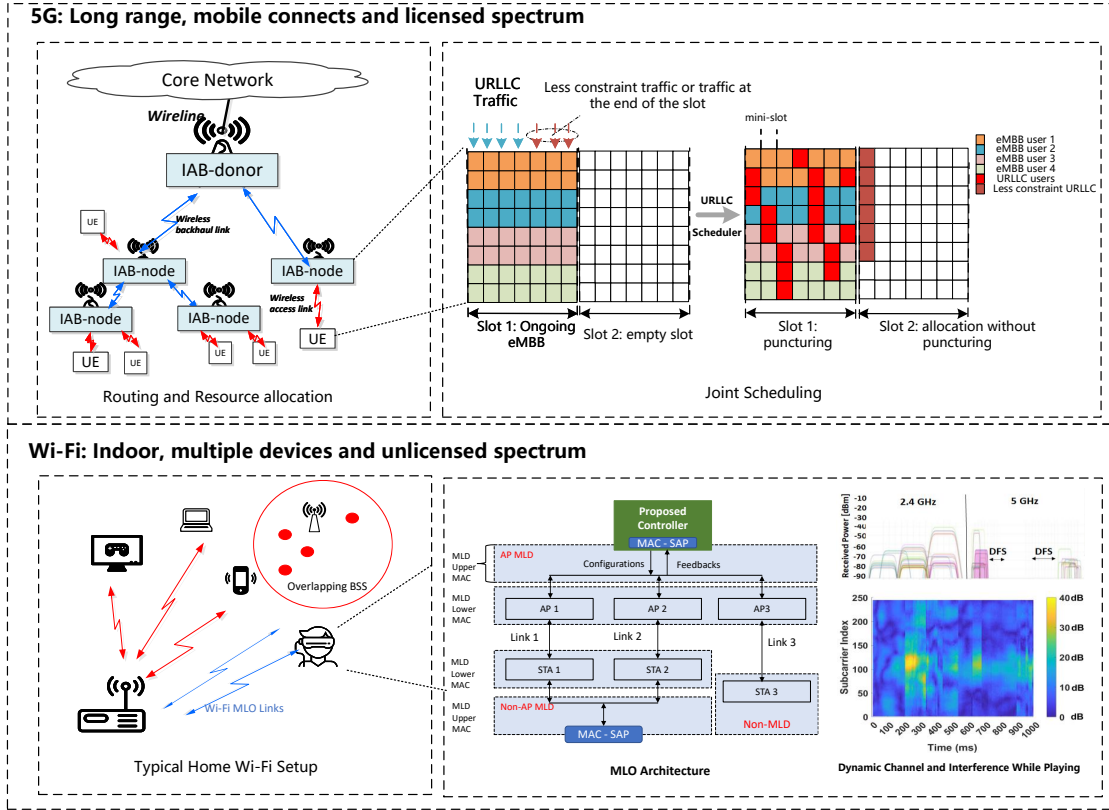 5G: Long range, mobile connects and licensed spectrum
Core Network
Wireline
IAB-donor
Wireless
backhaul link
UE
IAB-node
IAB-node
IAB-node
IAB-node
Wireless
access link
UE
UE
UE
UE
UE
Routing and Resource allocation
URLLC
Traffic
Less constraint traffic or traffic at
the end of the slot
Slot 1: Ongoing
eMBB
Slot 2: empty slot
URLLC
Scheduler
mini-slot
eMBB user 1
eMBB user 2
eMBB user 3
eMBB user 4
URLLC users
Less constraint URLLC
Slot 1:
puncturing
Slot 2: allocation without
puncturing
Joint Scheduling
Wi-Fi: Indoor, multiple devices and unlicensed spectrum
Overlapping BSS
Wi-Fi MLO Links
Typical Home Wi-Fi Setup
Proposed
Controller
MAC - SAP
MLD
Upper
MAC
AP MLD
Configurations
Feedbacks
MLD
Lower
MAC
AP 1
AP 2
AP3
Link 1
Link 2
Link 3
MLD
Lower
MAC
STA 1
STA 2
STA 3
MLD
Upper
MAC
Non-AP MLD
Non-MLD
MAC - SAP
MLO Architecture
Received Power [dBm]
-10
-20
-30
-40
-50
-60
-70
-80
-90
2.4 GHz
5 GHz
DFS
DFS
Subcarrier Index
250
200
150
100
50
0
0
100
200
300
400
500
600
700
800
900
1000
Time (ms)
40 dB
30 dB
20 dB
10 dB
0 dB
Dynamic Channel and Interference While Playing